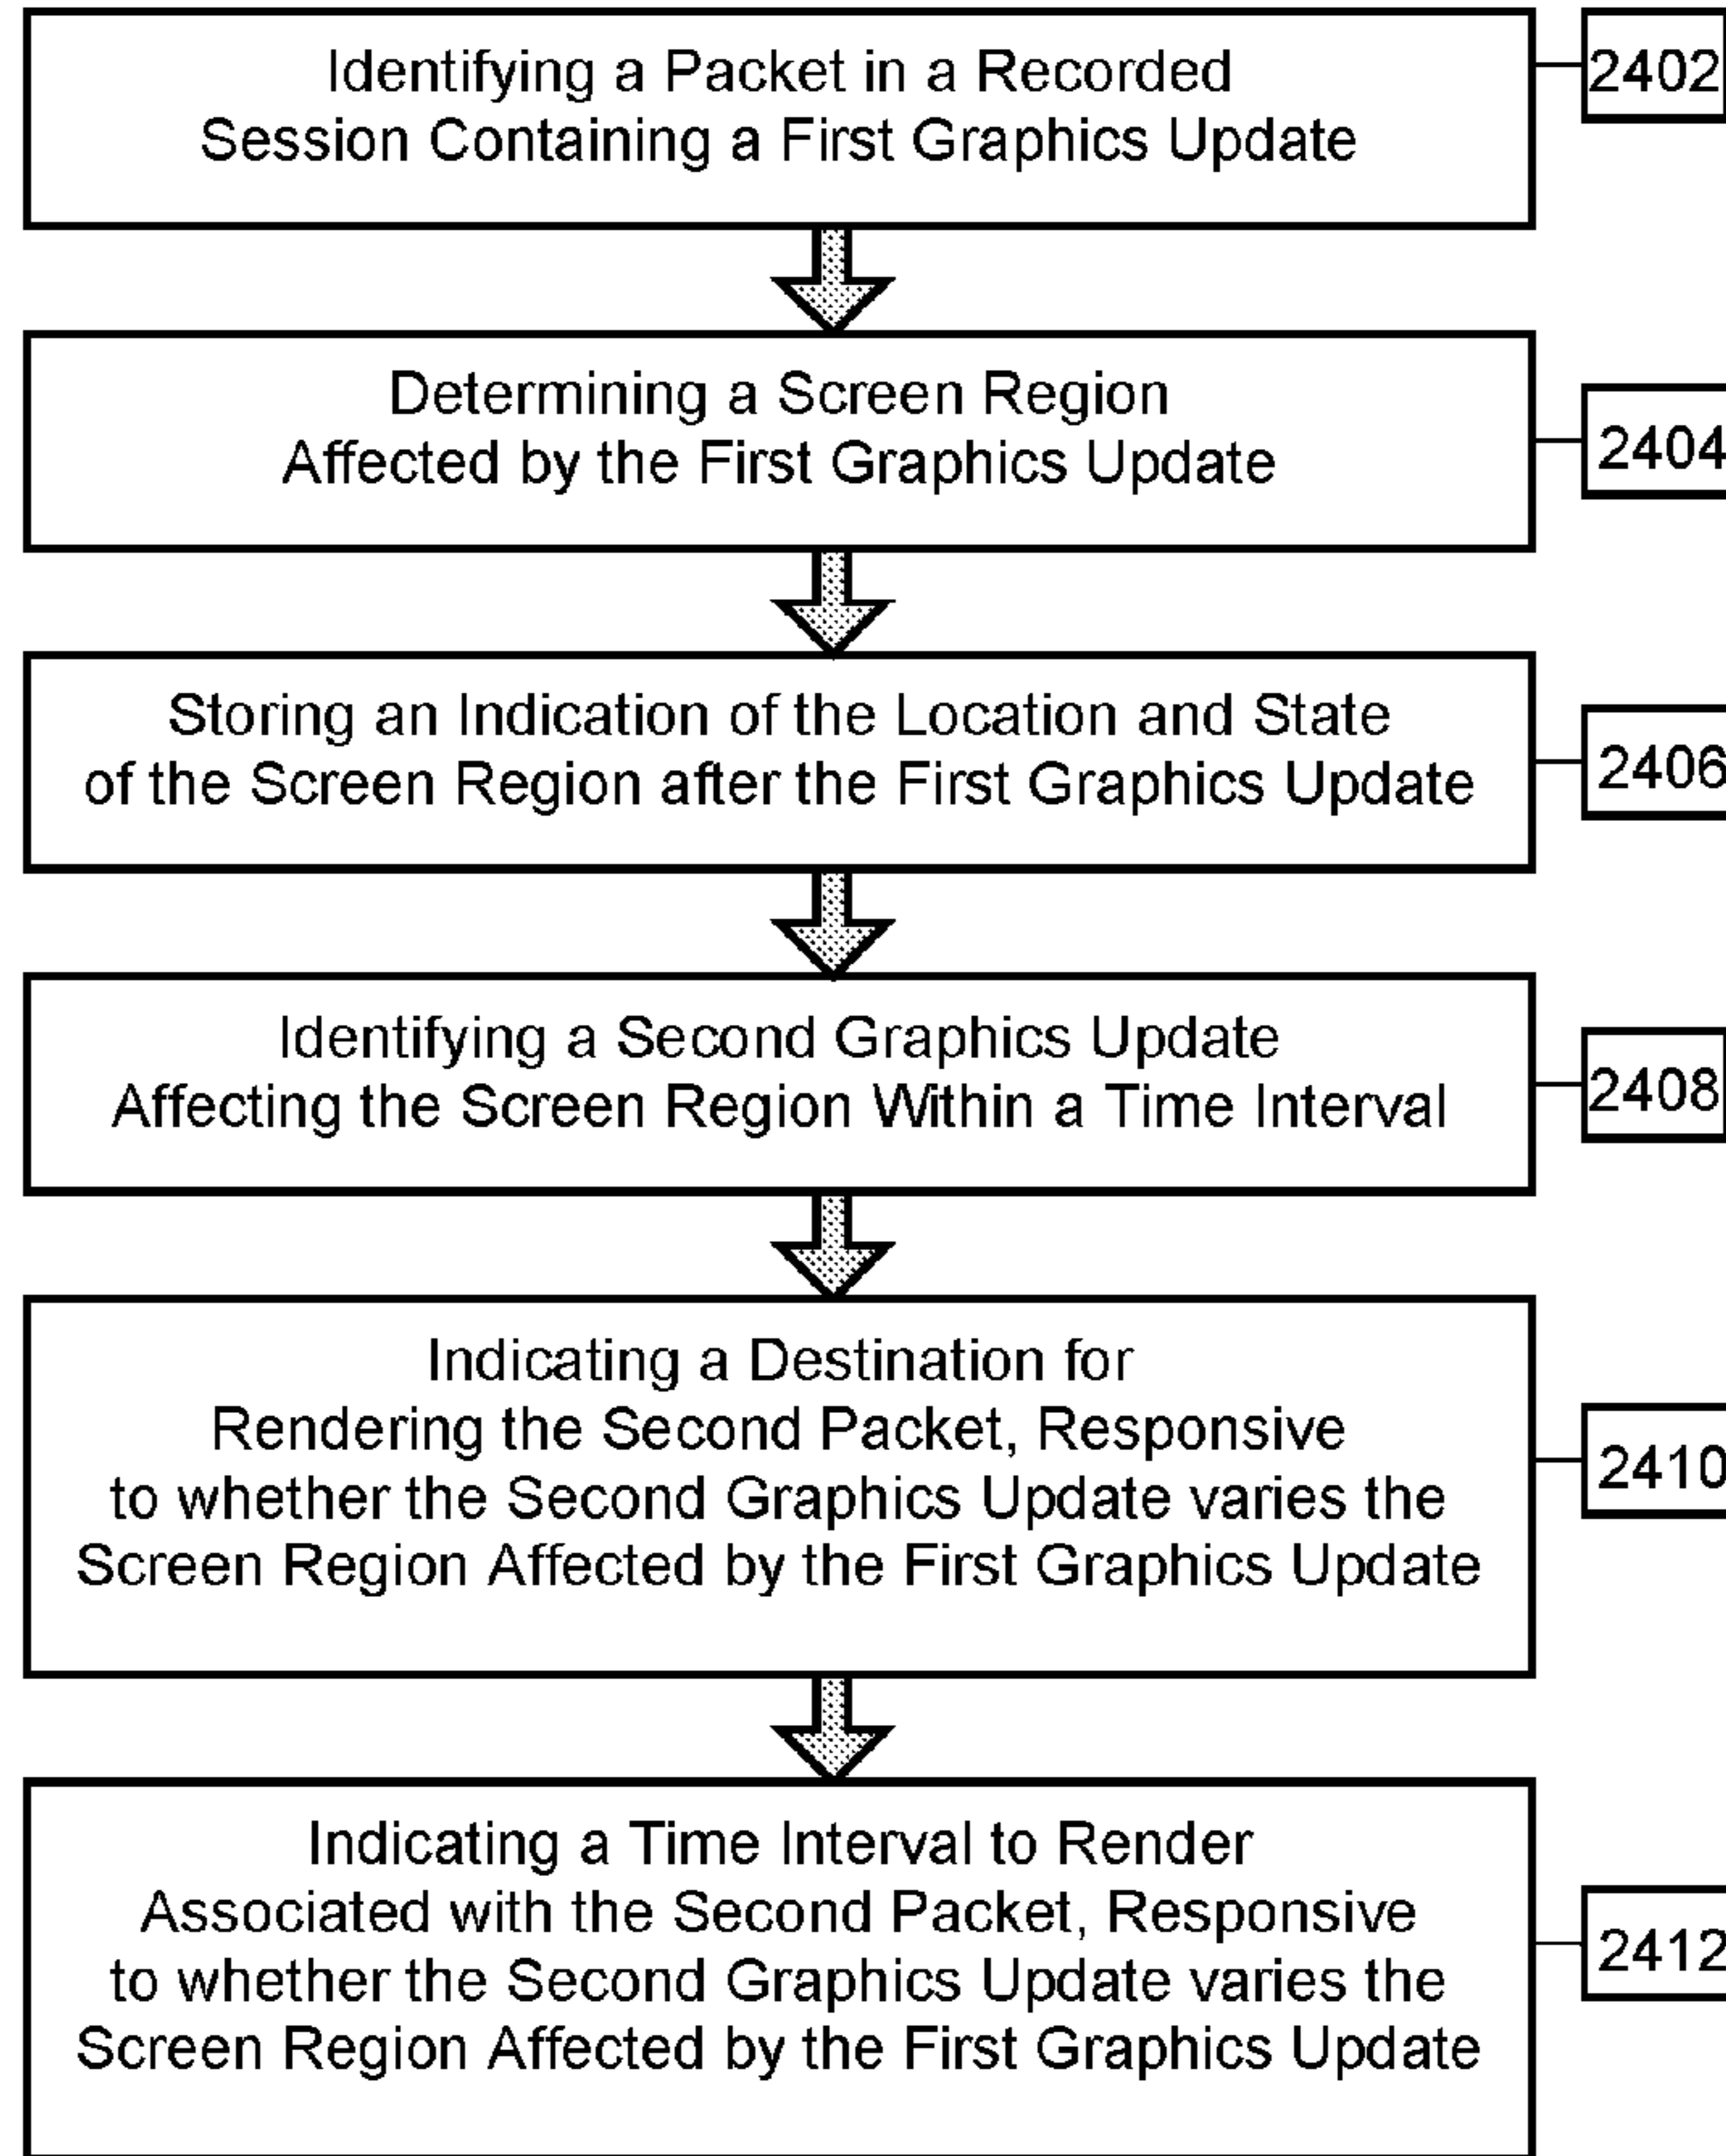 Identifying a Packet in a Recorded
Session Containing a First Graphics Update
2402
Determining a Screen Region
Affected by the First Graphics Update
2404
Storing an Indication of the Location and State
of the Screen Region after the First Graphics Update
2406
Identifying a Second Graphics Update
Affecting the Screen Region Within a Time Interval
2408
Indicating a Destination for
Rendering the Second Packet, Responsive
to whether the Second Graphics Update varies the
Screen Region Affected by the First Graphics Update
2410
Indicating a Time Interval to Render
Associated with the Second Packet, Responsive
to whether the Second Graphics Update varies the
Screen Region Affected by the First Graphics Update
2412